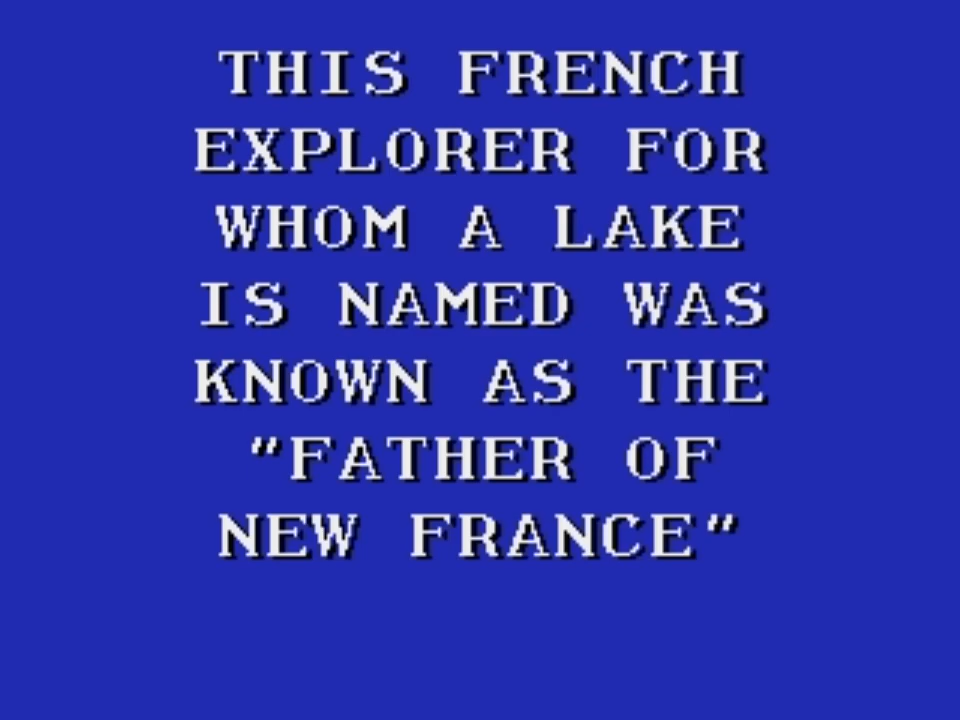 THIS FRENCH
EXPLORER FOR
WHOM A LAKE
IS NAMED WAS
KNOWN AS THE
"FATHER OF
NEW FRANCE"